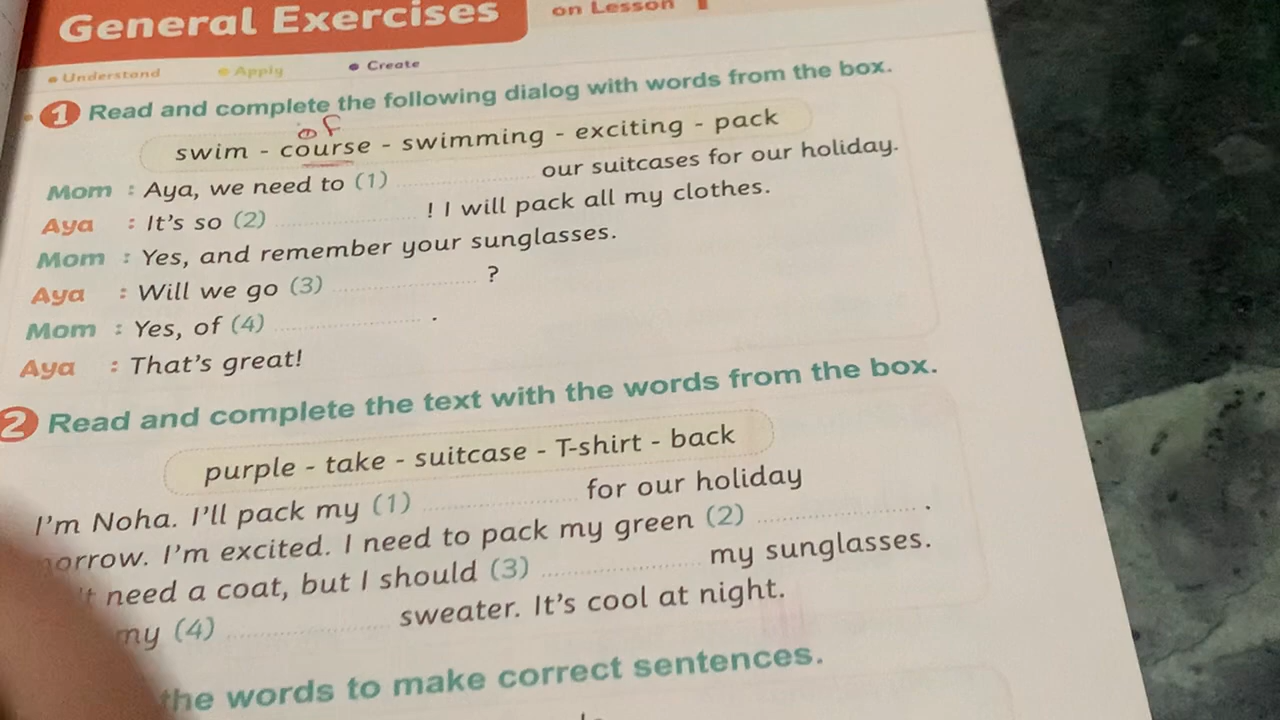 General Exercises on Lesson
Understand Apply Create
1 Read and complete the following dialog with words from the box.
of
swim - course - swimming - exciting - pack
Mom : Aya, we need to (1) .................... our suitcases for our holiday.
Aya : It's so (2) .................... ! I will pack all my clothes.
Mom : Yes, and remember your sunglasses.
Aya : Will we go (3) .................... ?
Mom : Yes, of (4) .................... .
Aya : That's great!
2 Read and complete the text with the words from the box.
purple - take - suitcase - T-shirt - back
I'm Noha. I'll pack my (1) .................... for our holiday
orrow. I'm excited. I need to pack my green (2) .................... .
need a coat, but I should (3) .................... my sunglasses.
my (4) .................... sweater. It's cool at night.
the words to make correct sentences.